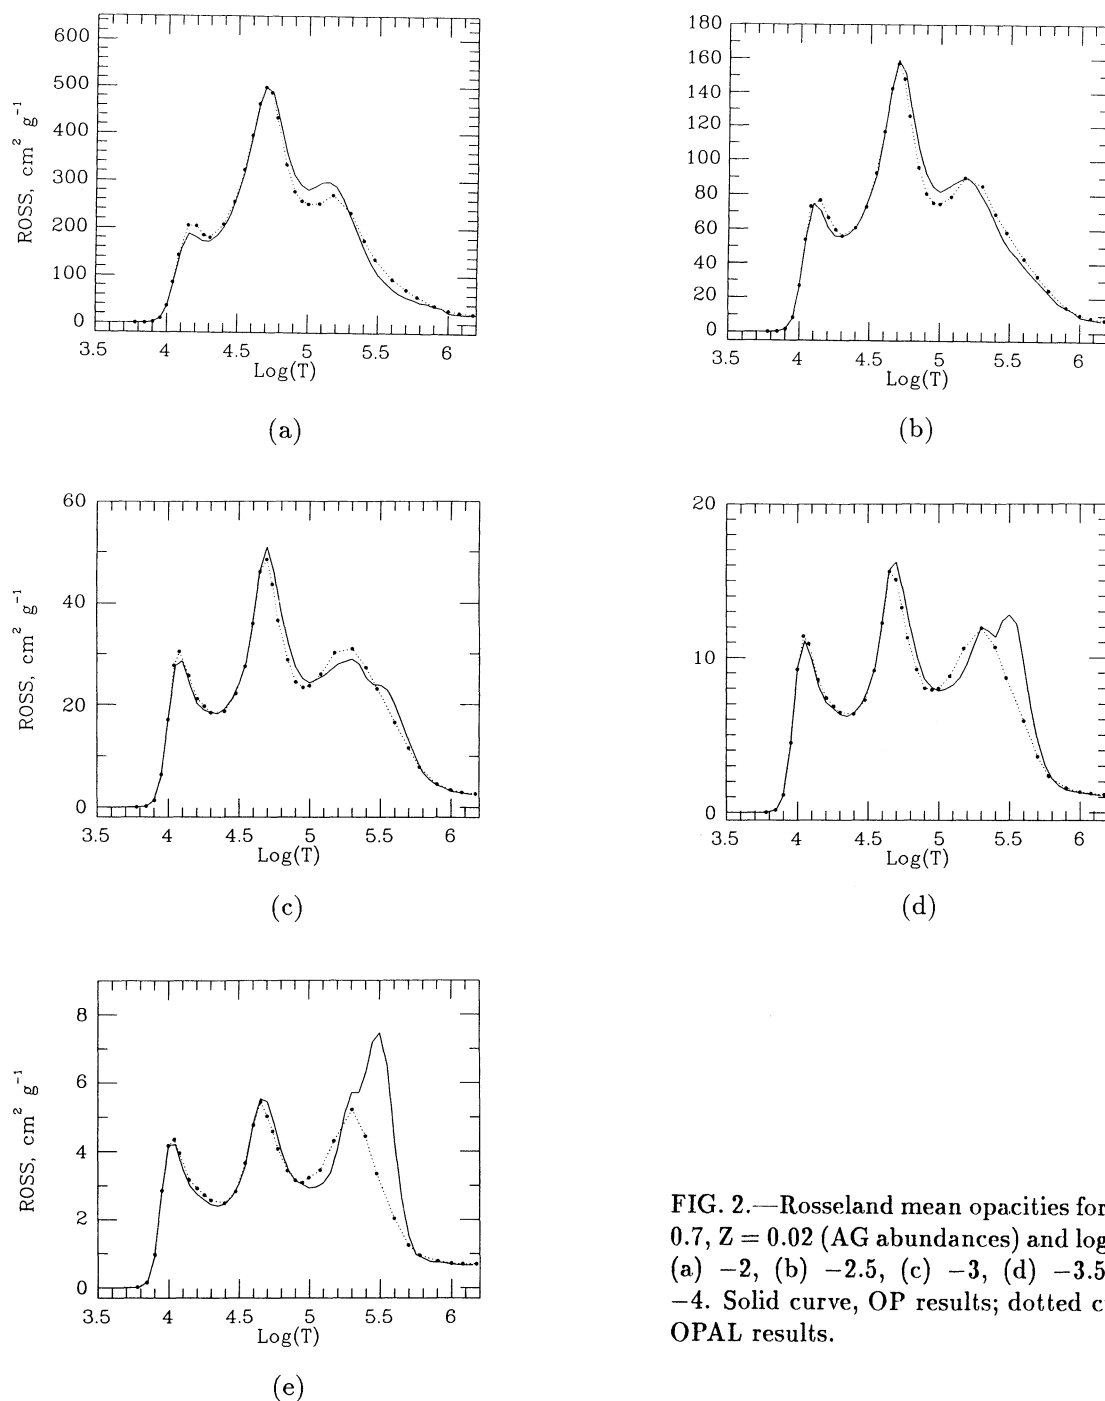 600
500
400
300
200
100
0
ROSS, cm² g⁻¹
3.5 4 4.5 5 5.5 6
Log(T)
(a)
180
160
140
120
100
80
60
40
20
0
3.5 4 4.5 5 5.5 6
Log(T)
(b)
60
40
20
0
ROSS, cm² g⁻¹
3.5 4 4.5 5 5.5 6
Log(T)
(c)
20
10
0
3.5 4 4.5 5 5.5 6
Log(T)
(d)
8
6
4
2
0
ROSS, cm² g⁻¹
3.5 4 4.5 5 5.5 6
Log(T)
(e)
FIG. 2.—Rosseland mean opacities for
0.7, Z = 0.02 (AG abundances) and log
(a) −2, (b) −2.5, (c) −3, (d) −3.5
−4. Solid curve, OP results; dotted c
OPAL results.